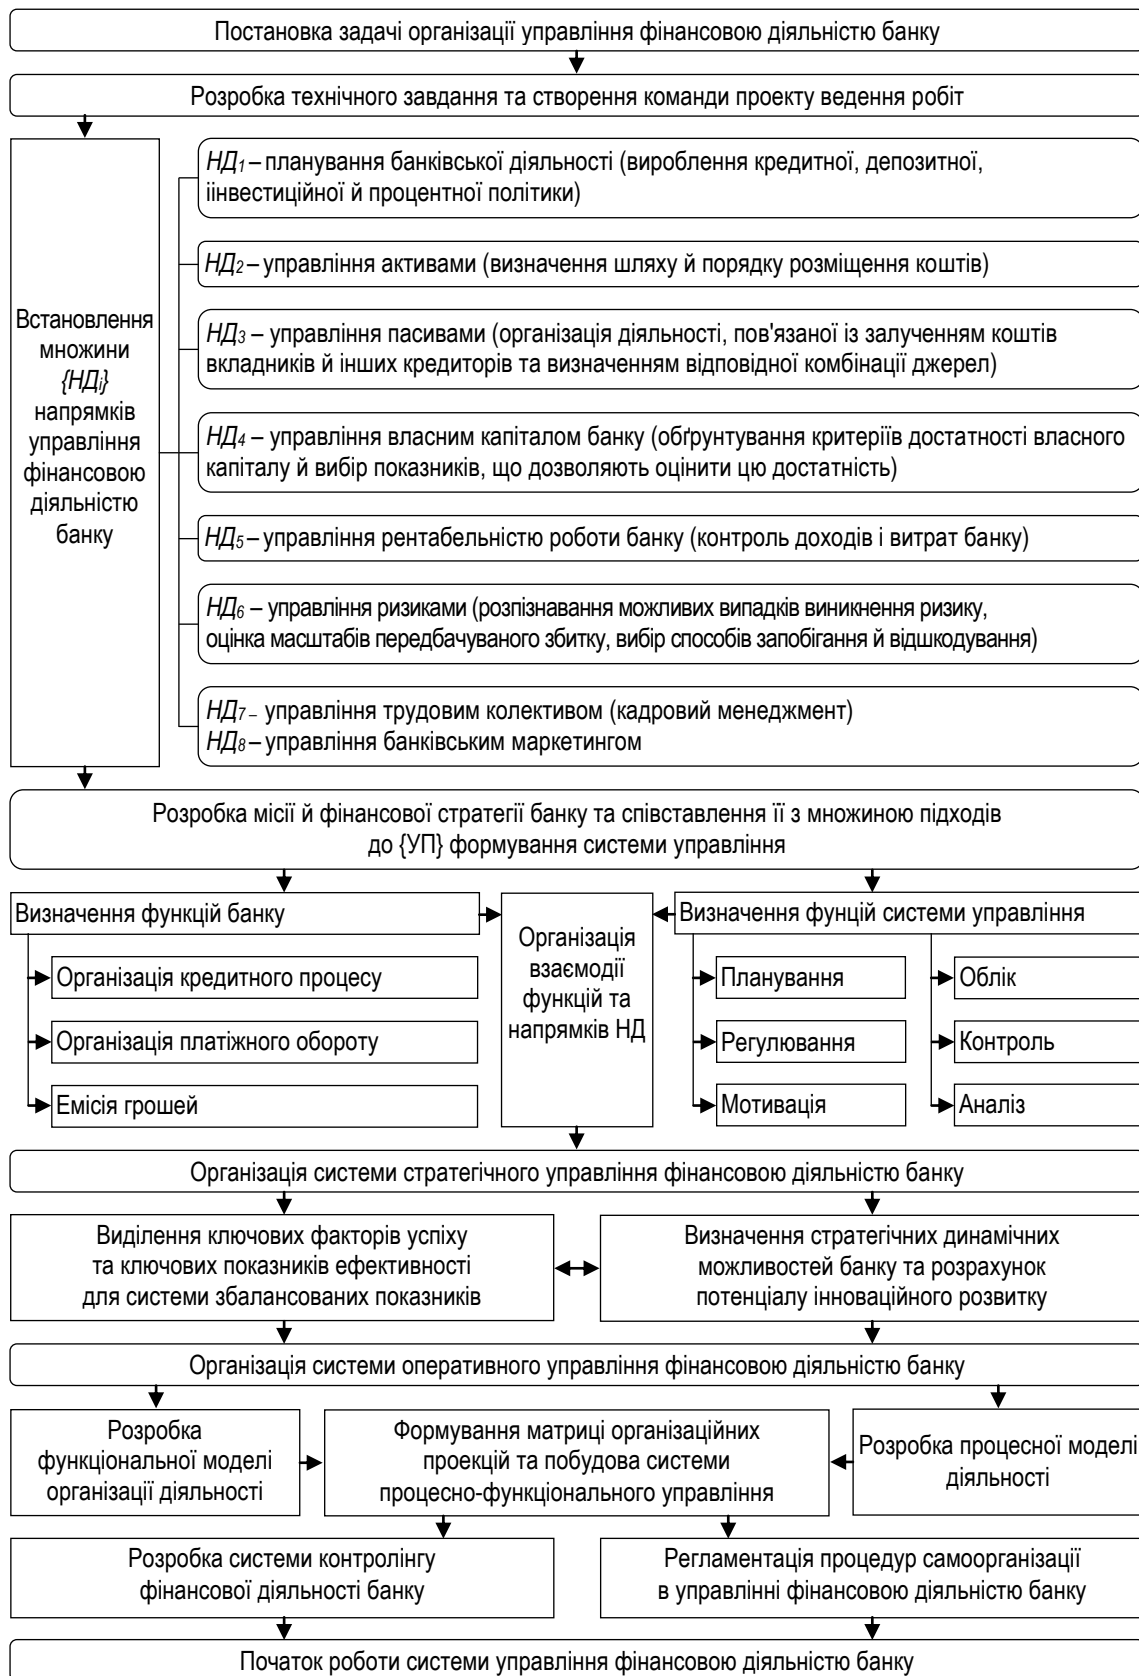 Постановка задачі організації управління фінансовою діяльністю банку
Розробка технічного завдання та створення команди проекту ведення робіт
Встановлення
множини
{НДі}
напрямків
управління
фінансовою
діяльністю
банку
НД1 – планування банківської діяльності (вироблення кредитної, депозитної,
іінвестиційної й процентної політики)
НД2 – управління активами (визначення шляху й порядку розміщення коштів)
НД3 – управління пасивами (організація діяльності, пов'язаної із залученням коштів
вкладників й інших кредиторів та визначенням відповідної комбінації джерел)
НД4 – управління власним капіталом банку (обґрунтування критеріїв достатності власного
капіталу й вибір показників, що дозволяють оцінити цю достатність)
НД5 – управління рентабельністю роботи банку (контроль доходів і витрат банку)
НД6 – управління ризиками (розпізнавання можливих випадків виникнення ризику,
оцінка масштабів передбачуваного збитку, вибір способів запобігання й відшкодування)
НД7 – управління трудовим колективом (кадровий менеджмент)
НД8 – управління банківським маркетингом
Розробка місії й фінансової стратегії банку та співставлення її з множиною підходів
до {УП} формування системи управління
Визначення функцій банку
Організація кредитного процесу
Організація платіжного обороту
Емісія грошей
Організація
взаємодії
функцій та
напрямків НД
Визначення фунцій системи управління
Планування
Регулювання
Мотивація
Облік
Контроль
Аналіз
Організація системи стратегічного управління фінансовою діяльністю банку
Виділення ключових факторів успіху
та ключових показників ефективності
для системи збалансованих показників
Визначення стратегічних динамічних
можливостей банку та розрахунок
потенціалу інноваційного розвитку
Організація системи оперативного управління фінансовою діяльністю банку
Розробка
функціональної моделі
організації діяльності
Формування матриці організаційних
проекцій та побудова системи
процесно-функціонального управління
Розробка процесної моделі
діяльності
Розробка системи контролінгу
фінансової діяльності банку
Регламентація процедур самоорганізації
в управлінні фінансовою діяльністю банку
Початок роботи системи управління фінансовою діяльністю банку